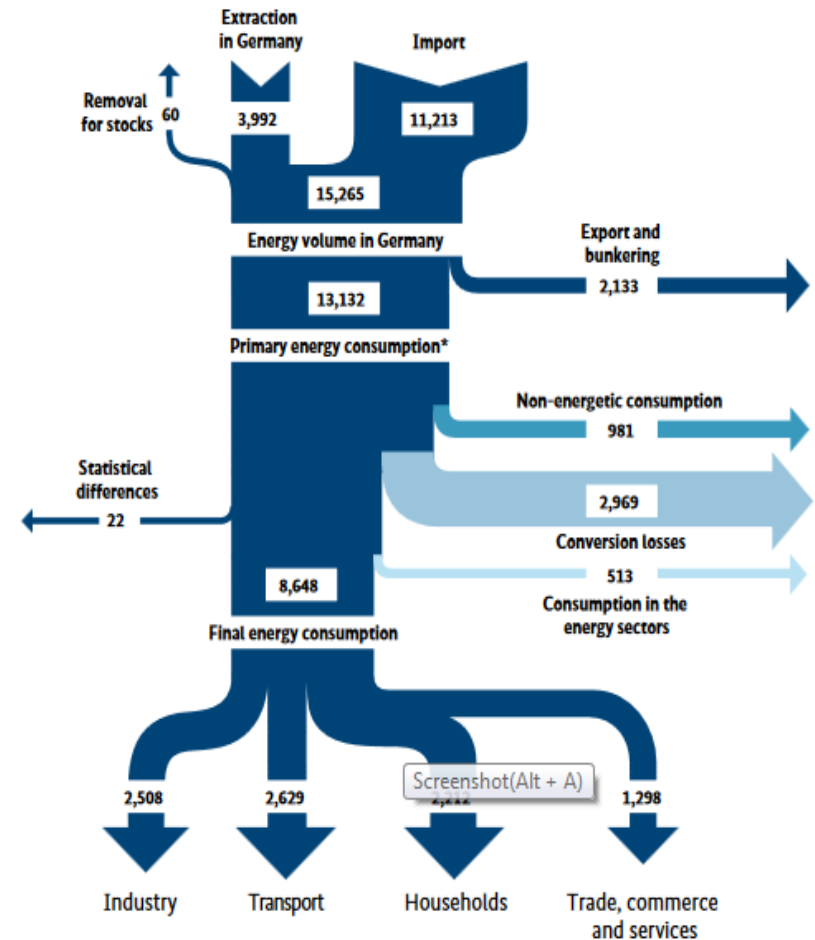 Extraction
in Germany
Import
Removal
for stocks
60
3,992
11,213
15,265
Energy volume in Germany
Export and
bunkering
2,133
13,132
Primary energy consumption*
Non-energetic consumption
981
Statistical
differences
22
2,969
Conversion losses
8,648
513
Consumption in the
energy sectors
Final energy consumption
Screenshot(Alt + A)
2,508
2,629
2,212
1,298
Industry
Transport
Households
Trade, commerce
and services